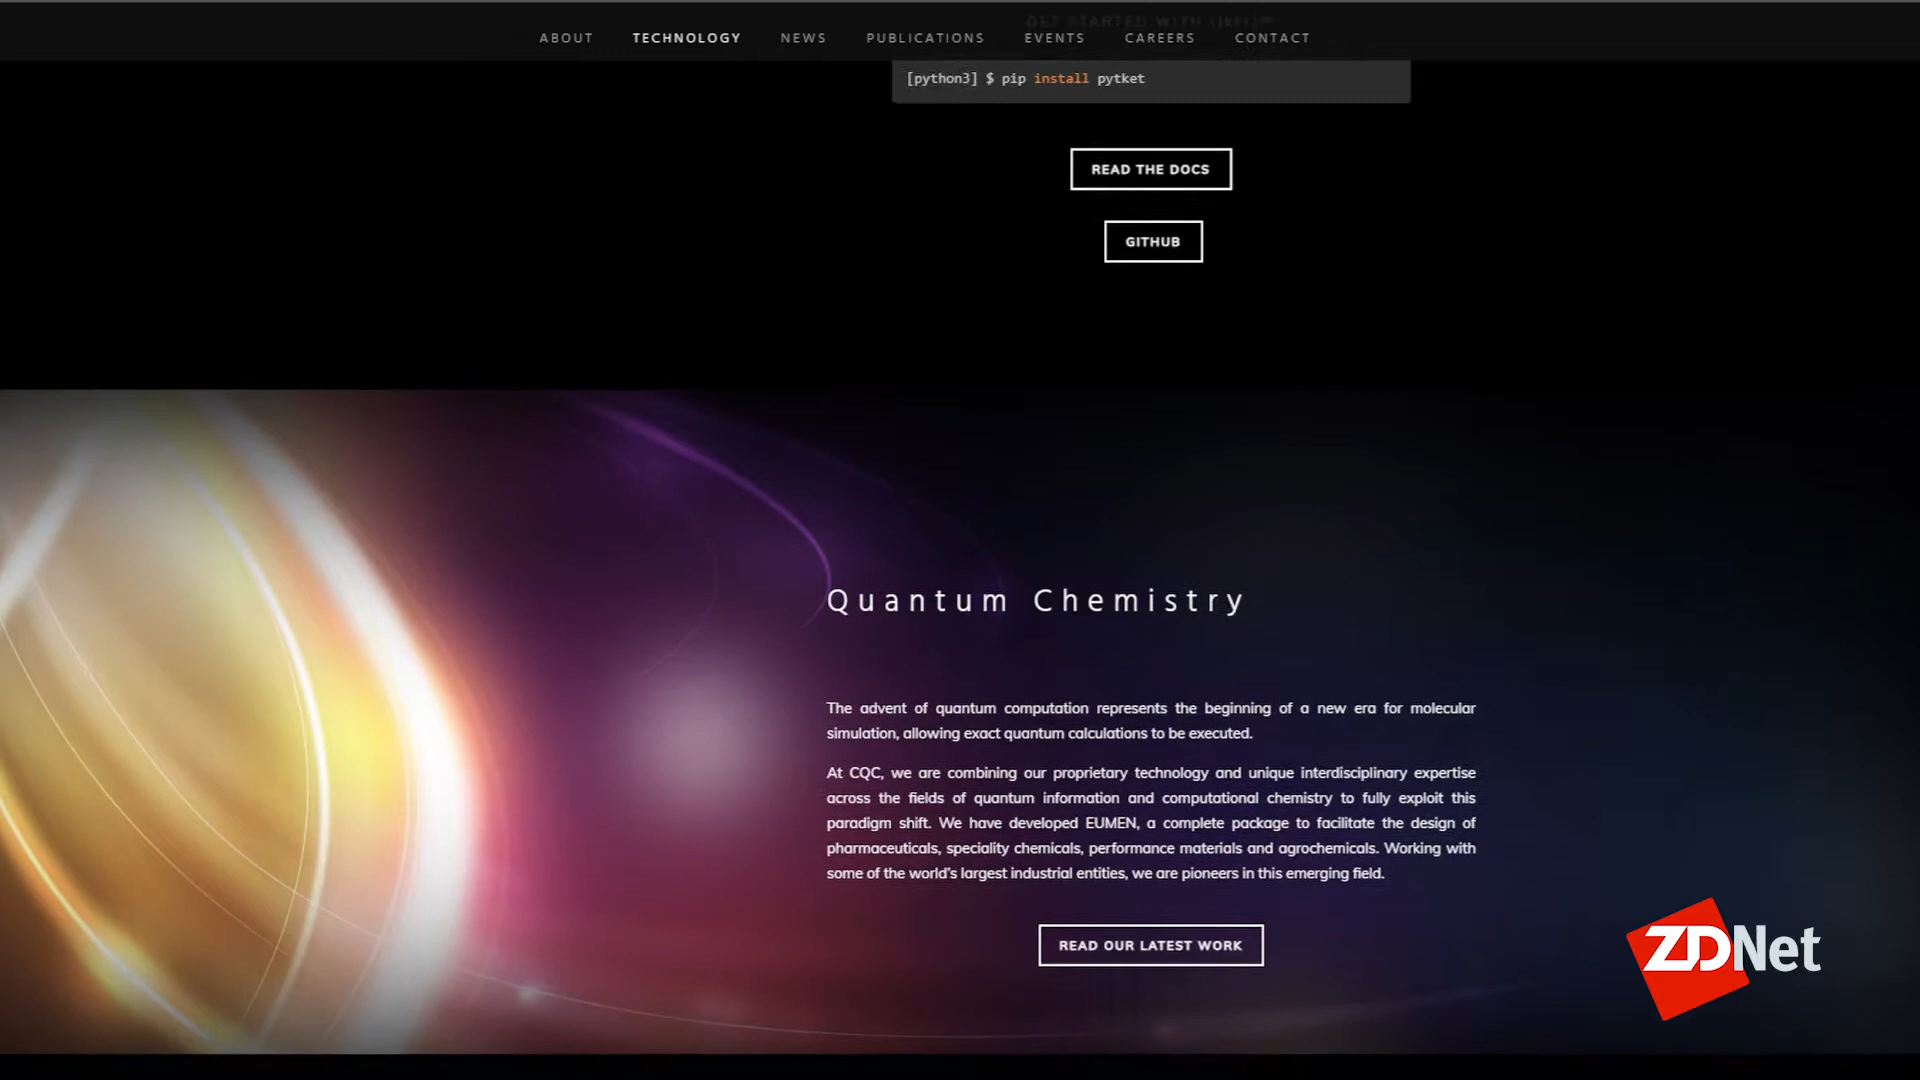 GET STARTED WITH t|ket⟩™
ABOUT TECHNOLOGY NEWS PUBLICATIONS EVENTS CAREERS CONTACT
[python3] $ pip install pytket
READ THE DOCS
GITHUB
Quantum Chemistry
The advent of quantum computation represents the beginning of a new era for molecular
simulation, allowing exact quantum calculations to be executed.
At CQC, we are combining our proprietary technology and unique interdisciplinary expertise
across the fields of quantum information and computational chemistry to fully exploit this
paradigm shift. We have developed EUMEN, a complete package to facilitate the design of
pharmaceuticals, speciality chemicals, performance materials and agrochemicals. Working with
some of the world's largest industrial entities, we are pioneers in this emerging field.
READ OUR LATEST WORK
ZDNet